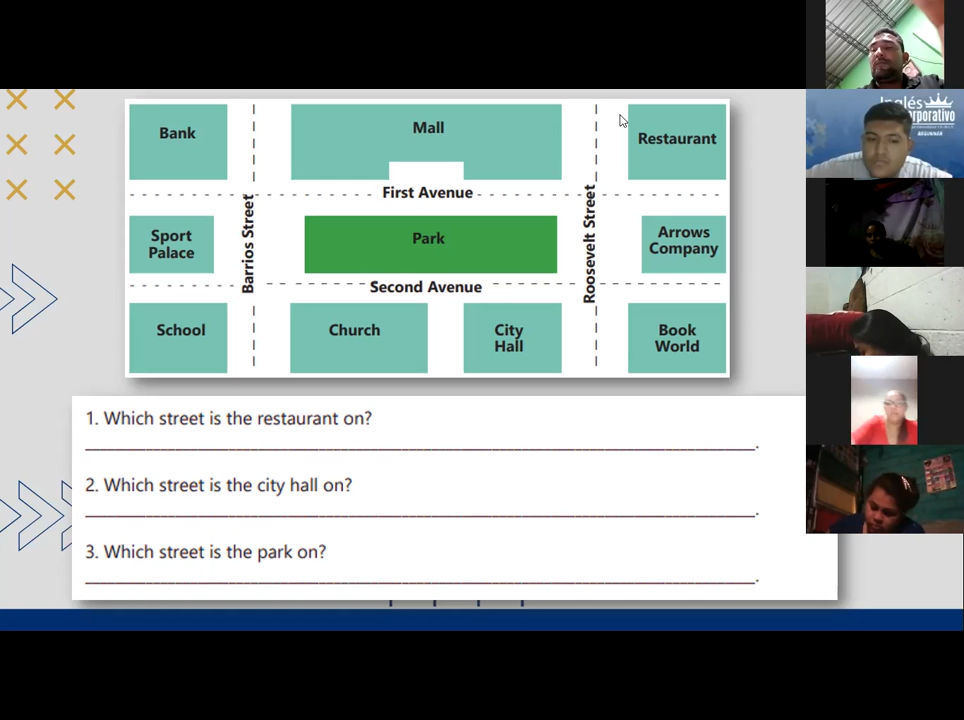 Bank
Mall
Restaurant
First Avenue
Sport
Palace
Barrios Street
Park
Roosevelt Street
Arrows
Company
Second Avenue
School
Church
City
Hall
Book
World
1. Which street is the restaurant on?
2. Which street is the city hall on?
3. Which street is the park on?
Inglés
BEGINNER